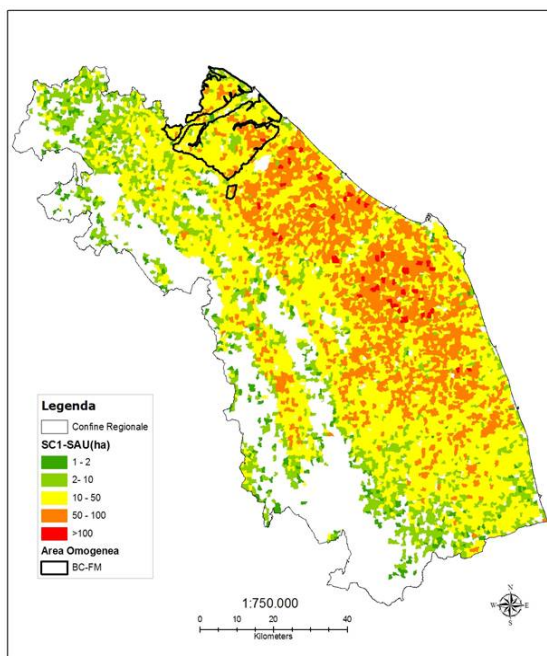 Legenda
Confine Regionale
SC1-SAU(ha)
1 - 2
2- 10
10 - 50
50 - 100
>100
Area Omogenea
BC-FM
1:750.000
0 10 20 40
Kilometers
N
W E
S